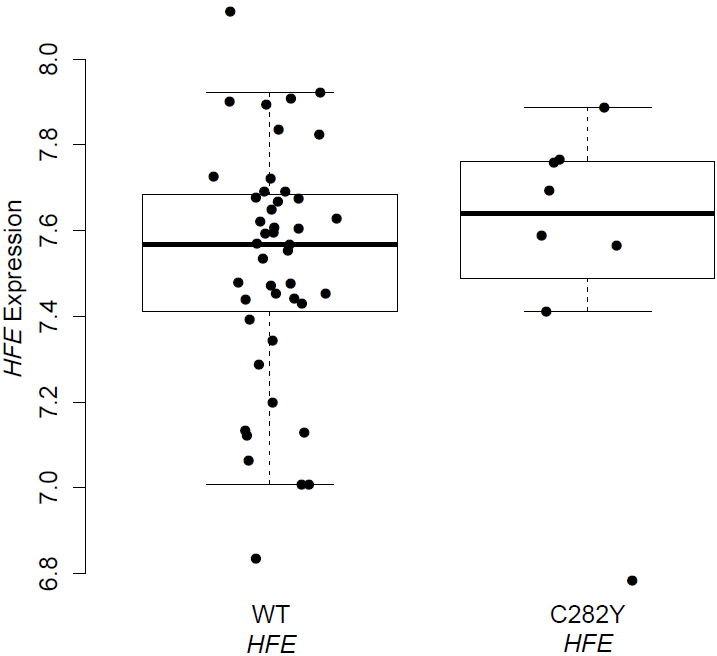 HFE Expression
8.0
7.8
7.6
7.4
7.2
7.0
6.8
WT
HFE
C282Y
HFE